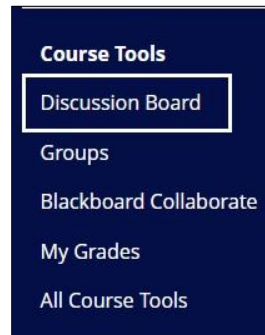 Course Tools
Discussion Board
Groups
Blackboard Collaborate
My Grades
All Course Tools